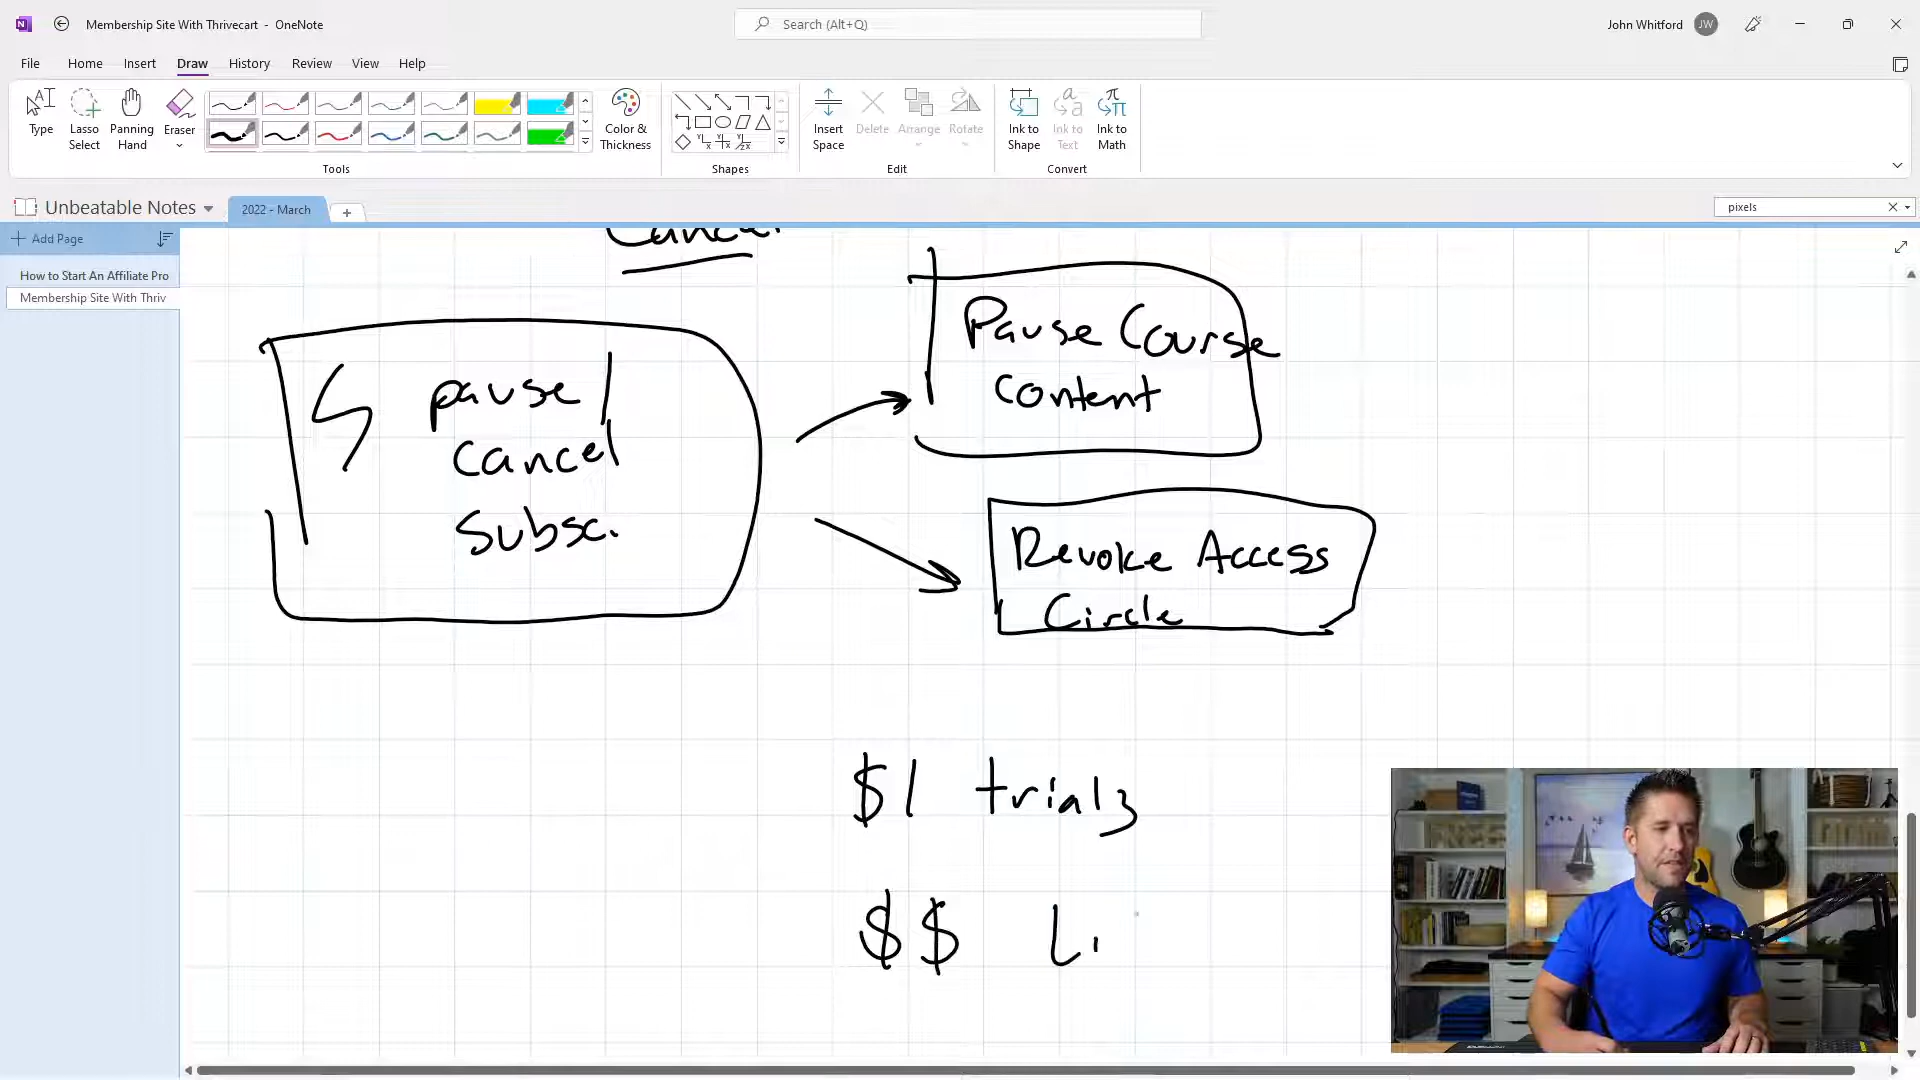 Membership Site With Thrivecart - OneNote
Search (Alt+Q)
John Whitford
JW
File Home Insert Draw History Review View Help
Type
Lasso Select
Panning Hand
Eraser
Color & Thickness
Insert Space
Delete
Arrange
Rotate
Ink to Shape
Ink to Text
Ink to Math
Tools
Shapes
Edit
Convert
Unbeatable Notes
2022 - March
pixels
Add Page
How to Start An Affiliate Pro
Membership Site With Thriv
Cancel
pause /
cancel
subsc.
Pause Course
Content
Revoke Access
Circle
$1 trials
$$ Li